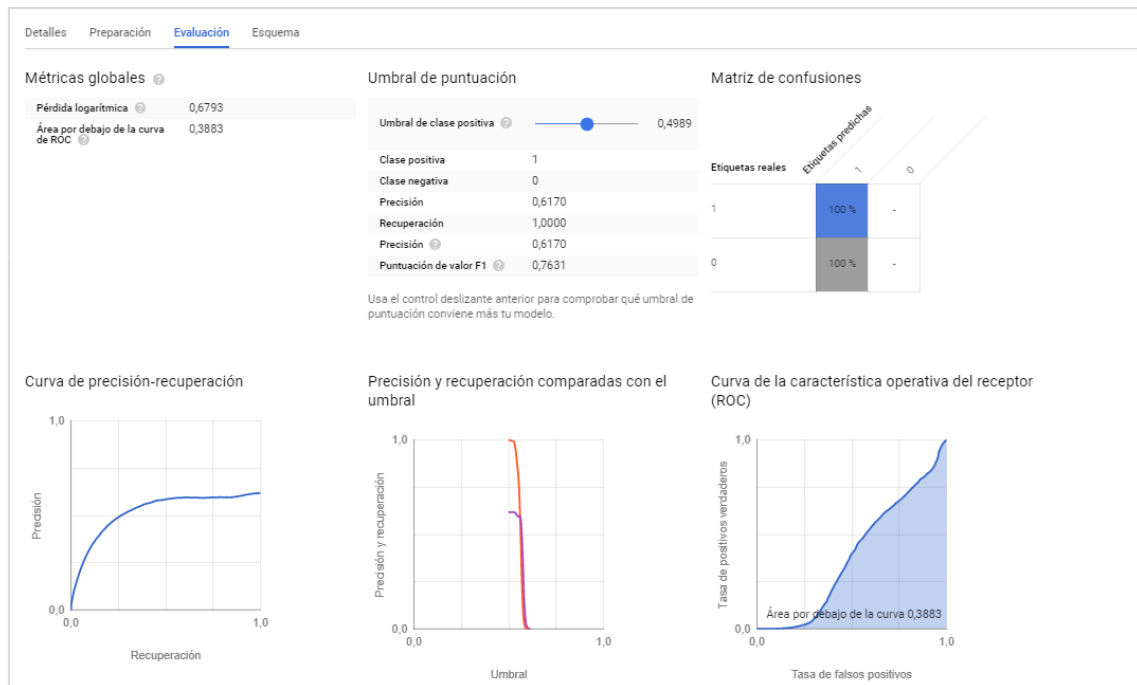 Detalles Preparación Evaluación Esquema
Métricas globales
Pérdida logarítmica 0,6793
Área por debajo de la curva de ROC 0,3883
Umbral de puntuación
Umbral de clase positiva 0,4989
Clase positiva 1
Clase negativa 0
Precisión 0,6170
Recuperación 1,0000
Precisión 0,6170
Puntuación de valor F1 0,7631
Usa el control deslizante anterior para comprobar qué umbral de
puntuación conviene más tu modelo.
Matriz de confusiones
Etiquetas reales
Etiquetas predichas
1 0
1 100 % -
0 100 % -
Curva de precisión-recuperación
1,0
Precisión
0,0
0,0 1,0
Recuperación
Precisión y recuperación comparadas con el
umbral
1,0
Precisión y recuperación
0,0
0,0 1,0
Umbral
Curva de la característica operativa del receptor
(ROC)
1,0
Tasa de positivos verdaderos
Área por debajo de la curva 0,3883
0,0
0,0 1,0
Tasa de falsos positivos